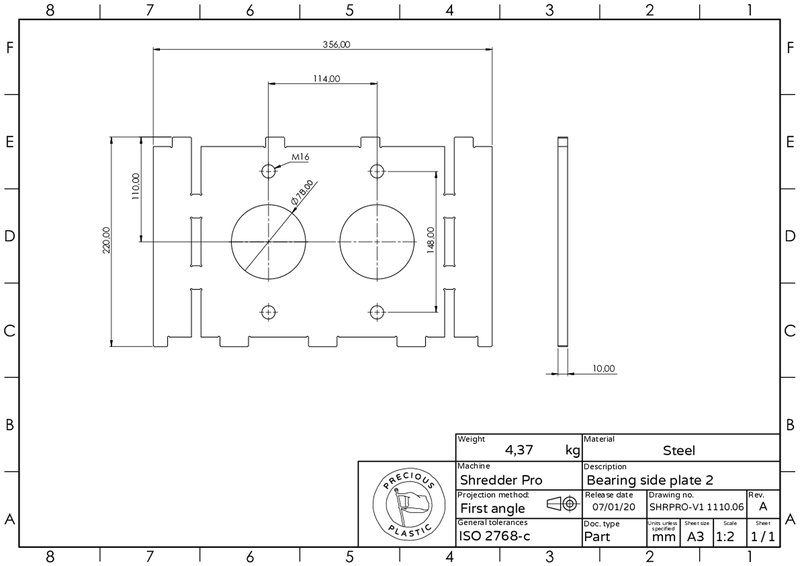 8 7 6 5 4 3 2 1
F F
E E
D D
C C
B B
A A
356,00
114,00
M16
Ø78,00
110,00
220,00
148,00
10,00
Weight
4,37 kg
Material
Steel
Machine
Shredder Pro
Description
Bearing side plate 2
Projection method:
First angle
Release date
07/01/20
Drawing no.
SHRPRO-V1 1110.06
Rev.
A
General tolerances
ISO 2768-c
Doc. type
Part
Units unless
specified
mm
Sheet size
A3
Scale
1:2
Sheet
1 / 1
PRECIOUS
PLASTIC
8 7 6 5 4 3 2 1